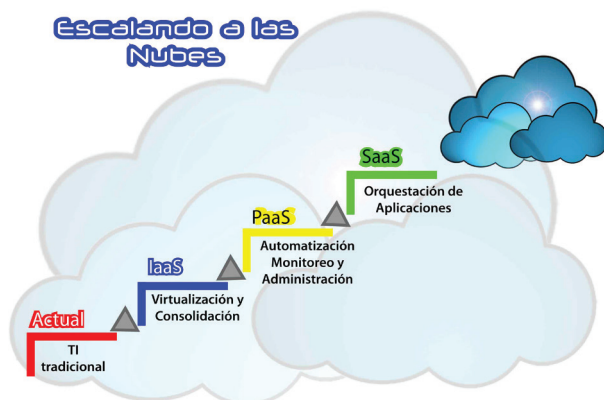 Escalando a las
Nubes
SaaS
Orquestación de
Aplicaciones
PaaS
Automatización
Monitoreo y
Administración
IaaS
Virtualización y
Consolidación
Actual
TI
tradicional